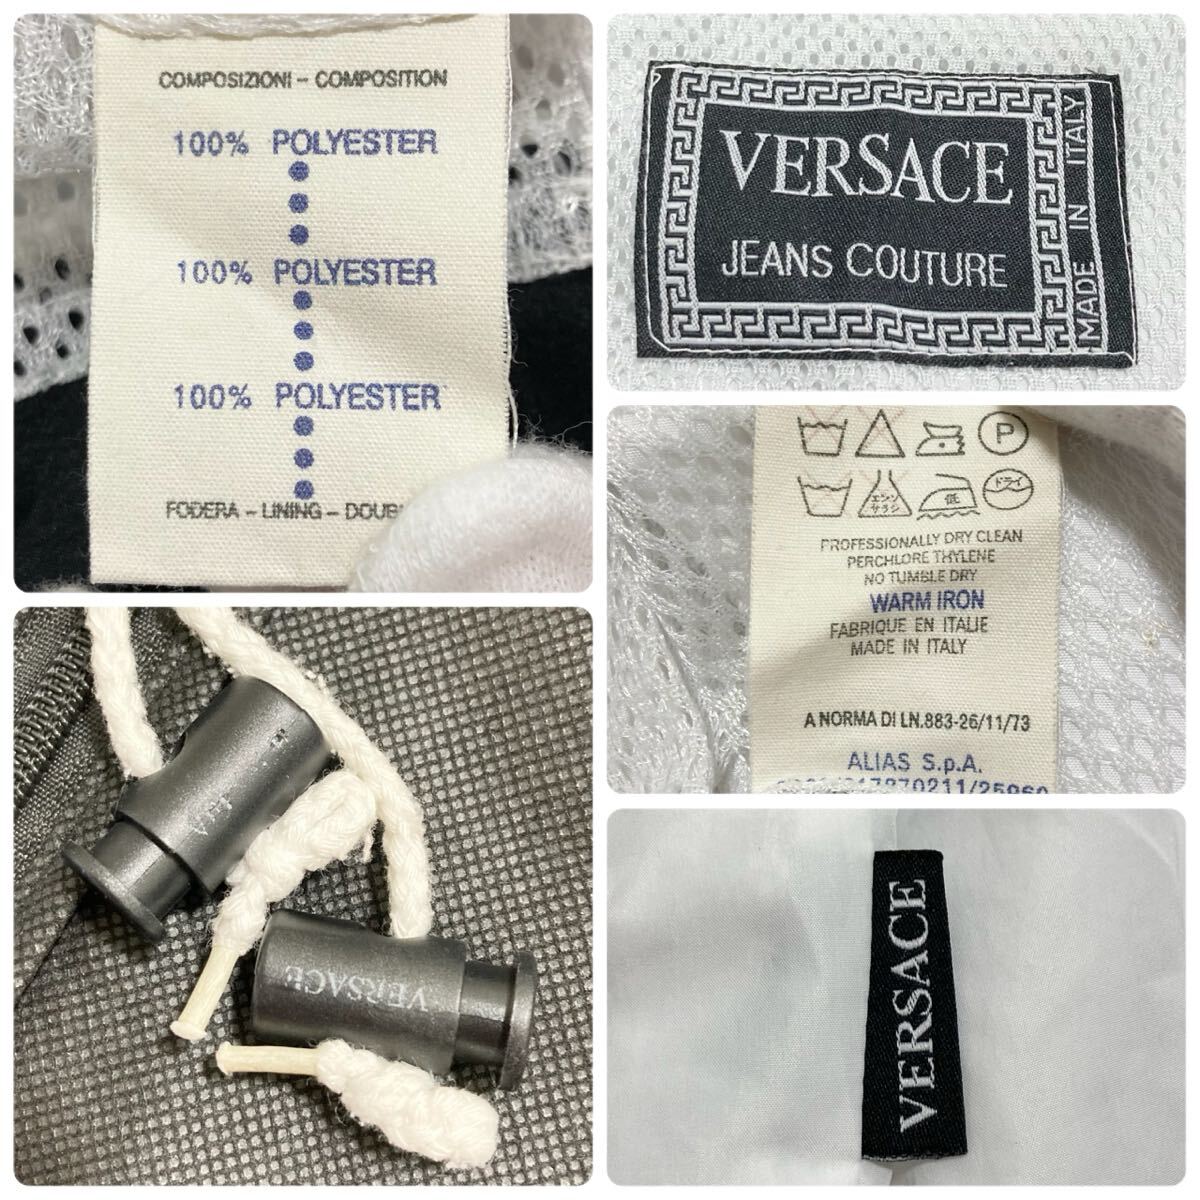 COMPOSIZIONI - COMPOSITION
100% POLYESTER
100% POLYESTER
100% POLYESTER
FODERA - LINING -
VERSACE
JEANS COUTURE
MADE IN ITALY
P
エンソ
サラシ
低
ドライ
PROFESSIONALLY DRY CLEAN
PERCHLORE THYLENE
NO TUMBLE DRY
WARM IRON
FABRIQUE EN ITALIE
MADE IN ITALY
A NORMA DI LN.883-26/11/73
ALIAS S.p.A.
VERSACE
VERSACE